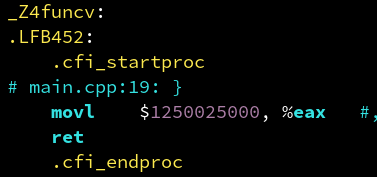 _Z4funcv:
.LFB452:
.cfi_startproc
# main.cpp:19: }
movl $1250025000, %eax #,
ret
.cfi_endproc